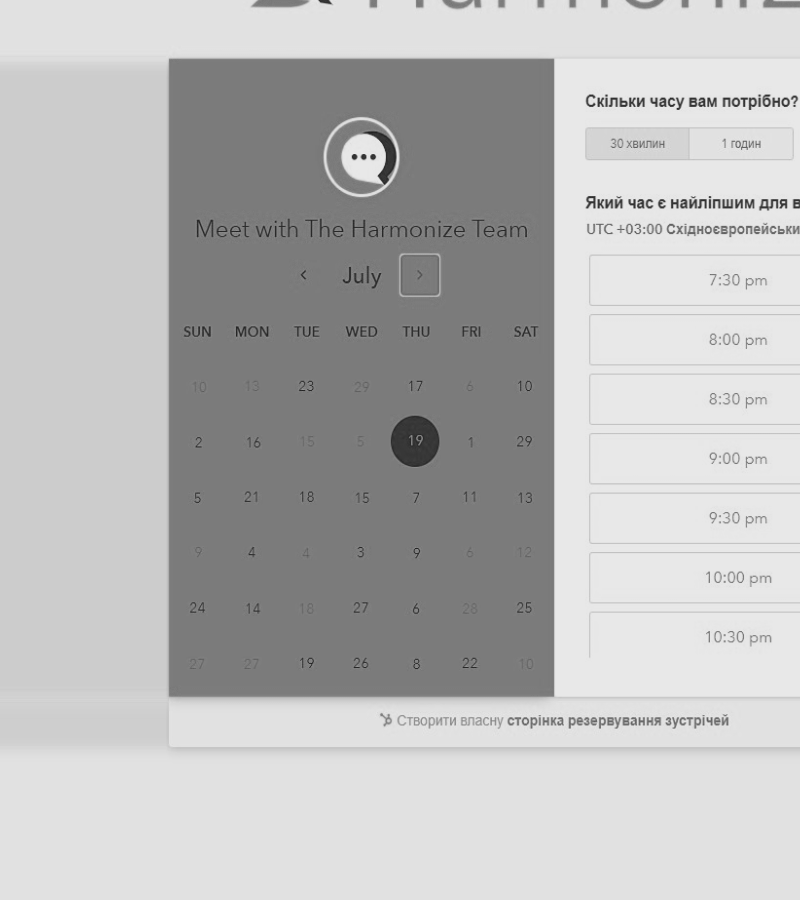 Harmonize
Meet with The Harmonize Team
July
SUN MON TUE WED THU FRI SAT
10 13 23 29 17 6 10
2 16 15 5 19 1 29
5 21 18 15 7 11 13
9 4 4 3 9 6 12
24 14 18 27 6 28 25
27 27 19 26 8 22 10
Скільки часу вам потрібно?
30 хвилин 1 годин
Який час є найліпшим для в
UTC +03:00 Східноєвропейськи
7:30 pm
8:00 pm
8:30 pm
9:00 pm
9:30 pm
10:00 pm
10:30 pm
Створити власну сторінка резервування зустрічей